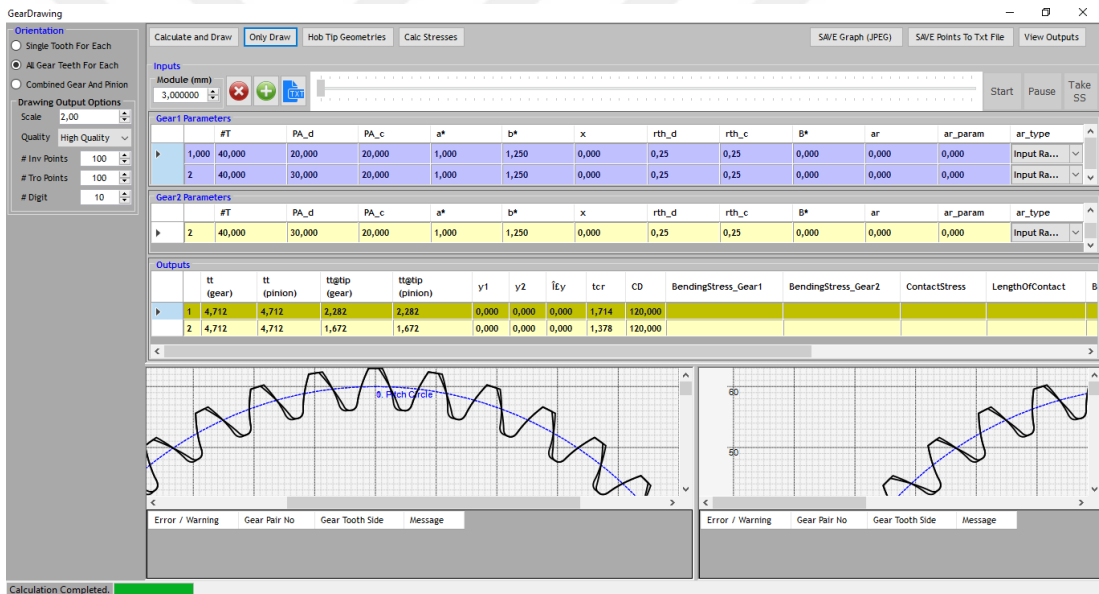 GearDrawing
Orientation
Single Tooth For Each
All Gear Teeth For Each
Combined Gear And Pinion
Drawing Output Options
Scale 2,00
Quality High Quality
# Inv Points 100
# Tro Points 100
# Digit 10
Calculate and Draw Only Draw Hob Tip Geometries Calc Stresses SAVE Graph (JPEG) SAVE Points To Txt File View Outputs
Inputs
Module (mm)
3,000000 TXT Start Pause Take SS
Gear1 Parameters
#T PA_d PA_c a* b* x rth_d rth_c B* ar ar_param ar_type
1,000 40,000 20,000 20,000 1,000 1,250 0,000 0,25 0,25 0,000 0,000 0,000 Input Ra...
2 40,000 30,000 20,000 1,000 1,250 0,000 0,25 0,25 0,000 0,000 0,000 Input Ra...
Gear2 Parameters
#T PA_d PA_c a* b* x rth_d rth_c B* ar ar_param ar_type
2 40,000 30,000 20,000 1,000 1,250 0,000 0,25 0,25 0,000 0,000 0,000 Input Ra...
Outputs
tt (gear) tt (pinion) tt@tip (gear) tt@tip (pinion) y1 y2 Î£y tcr CD BendingStress_Gear1 BendingStress_Gear2 ContactStress LengthOfContact B
1 4,712 4,712 2,282 2,282 0,000 0,000 0,000 1,714 120,000
2 4,712 4,712 1,672 1,672 0,000 0,000 0,000 1,378 120,000
Pitch Circle
60
50
Error / Warning Gear Pair No Gear Tooth Side Message
Error / Warning Gear Pair No Gear Tooth Side Message
Calculation Completed.